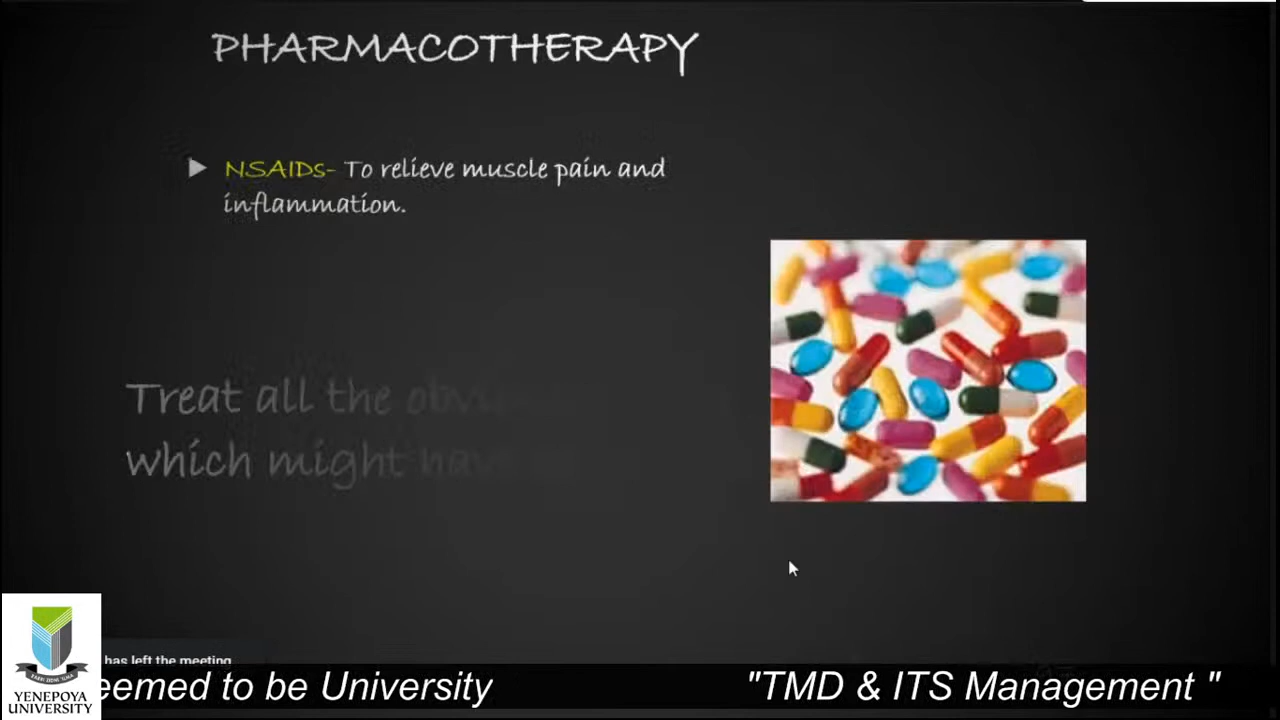 PHARMACOTHERAPY
NSAIDs- To relieve muscle pain and
inflammation.
Treat all the
which might have
has left the meeting
eemed to be University
"TMD & ITS Management "
YENEPOYA
UNIVERSITY